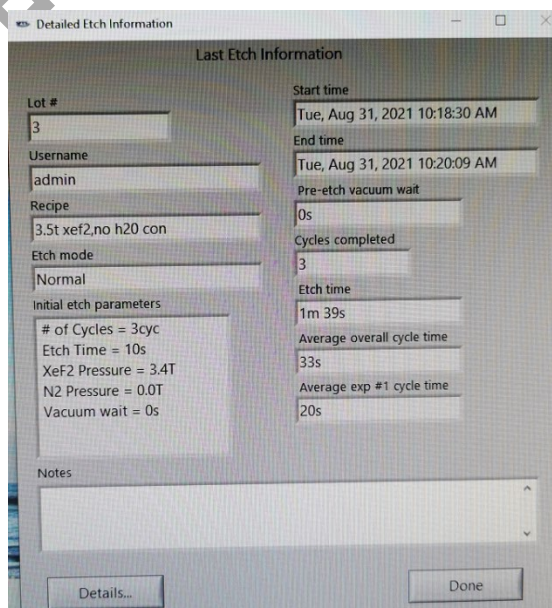 Detailed Etch Information
Last Etch Information
Lot #
3
Username
admin
Recipe
3.5t xef2,no h20 con
Etch mode
Normal
Initial etch parameters
# of Cycles = 3cyc
Etch Time = 10s
XeF2 Pressure = 3.4T
N2 Pressure = 0.0T
Vacuum wait = 0s
Start time
Tue, Aug 31, 2021 10:18:30 AM
End time
Tue, Aug 31, 2021 10:20:09 AM
Pre-etch vacuum wait
0s
Cycles completed
3
Etch time
1m 39s
Average overall cycle time
33s
Average exp #1 cycle time
20s
Notes
Details...
Done